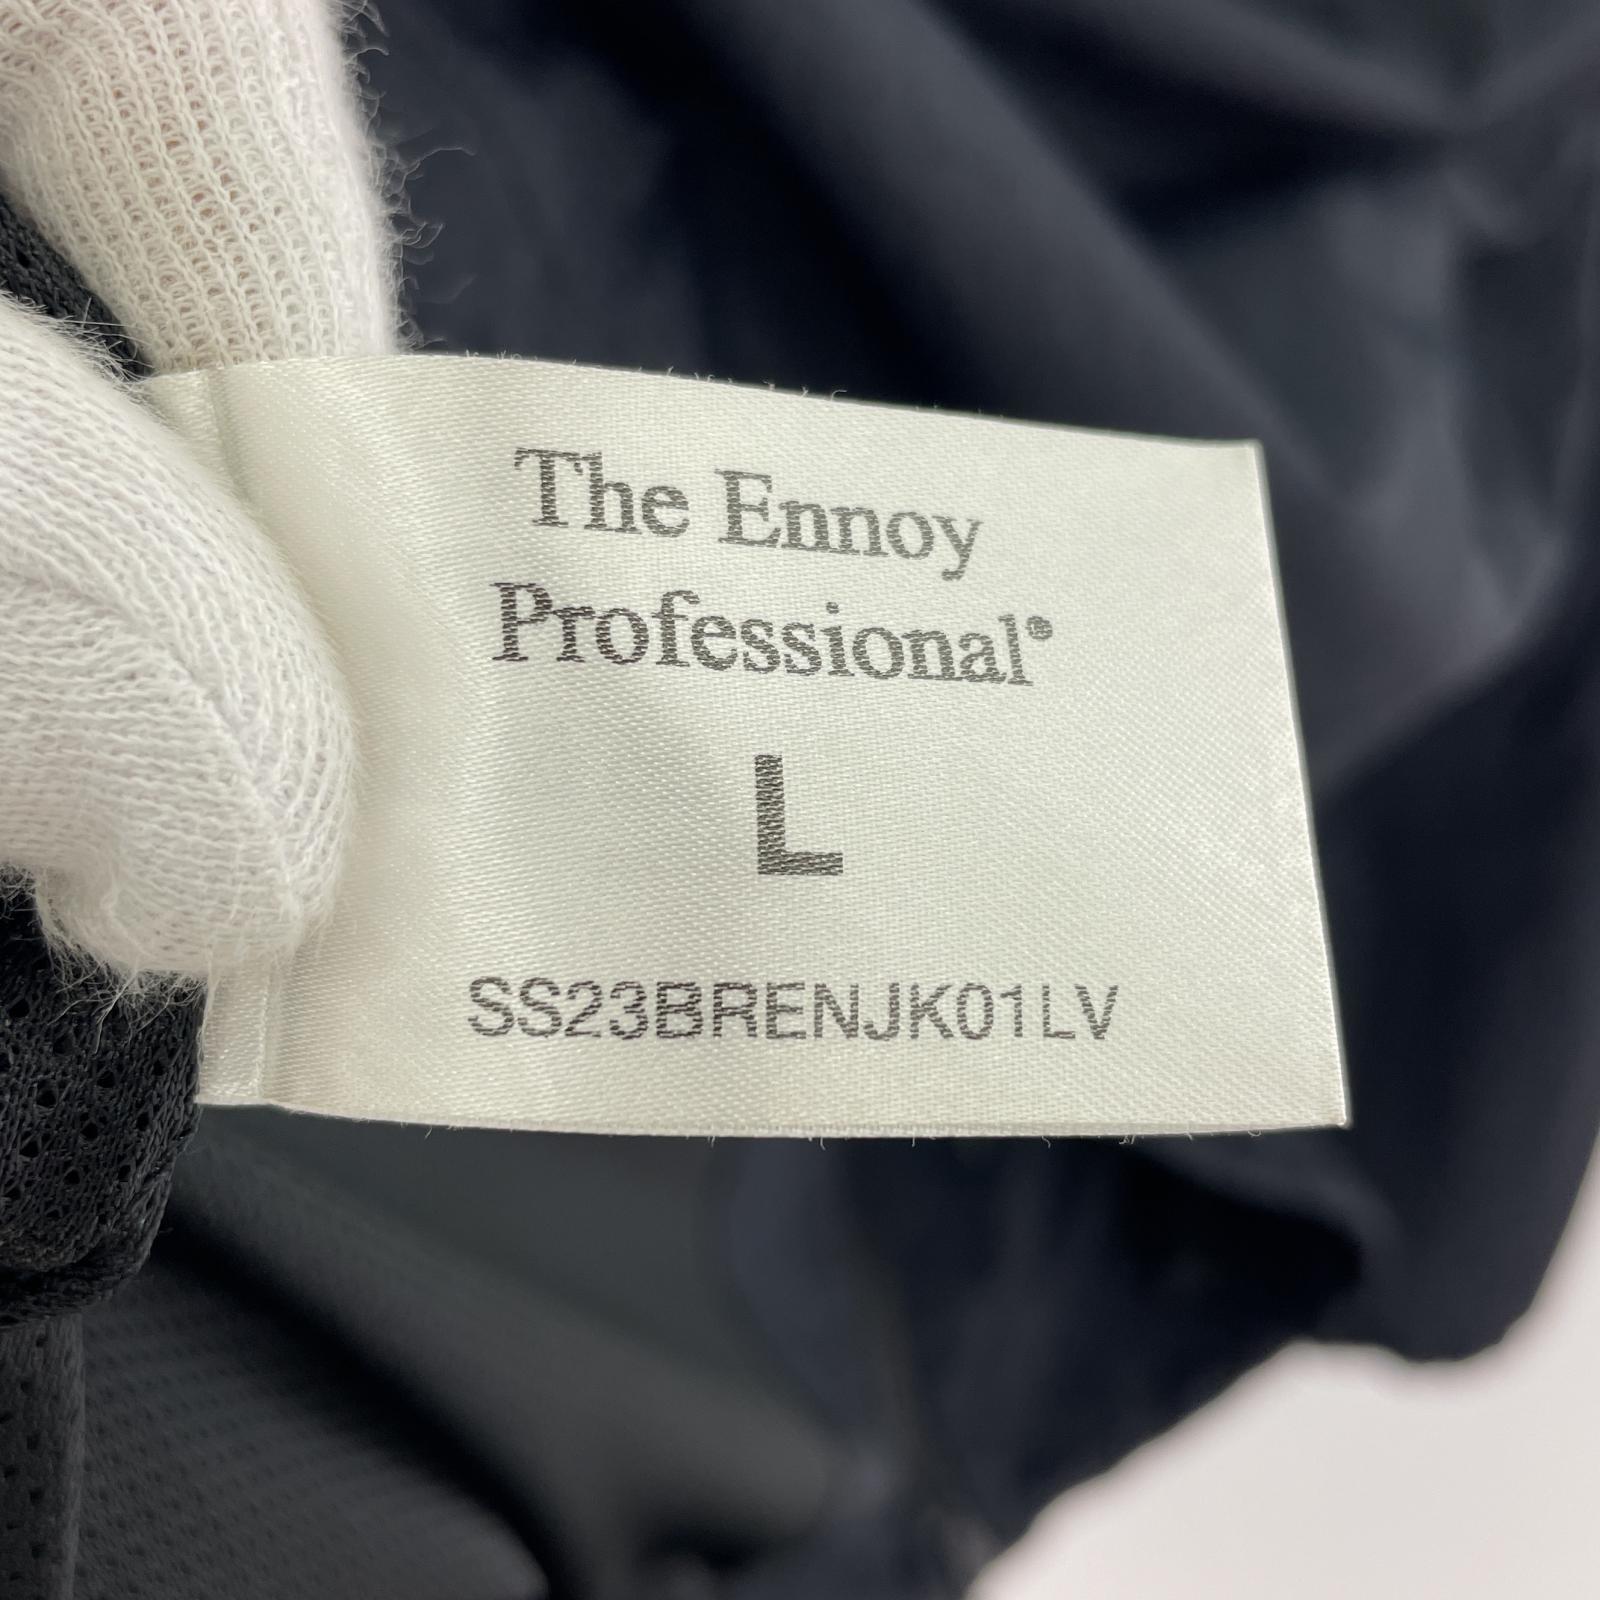 The Ennoy
Professional®
L
SS23BRENJK01LV